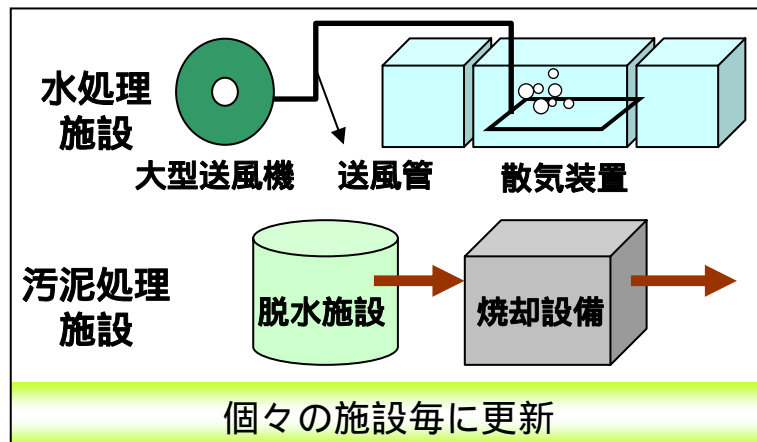 水処理
施設
大型送風機
送風管
散気装置
汚泥処理
施設
脱水施設
焼却設備
個々の施設毎に更新